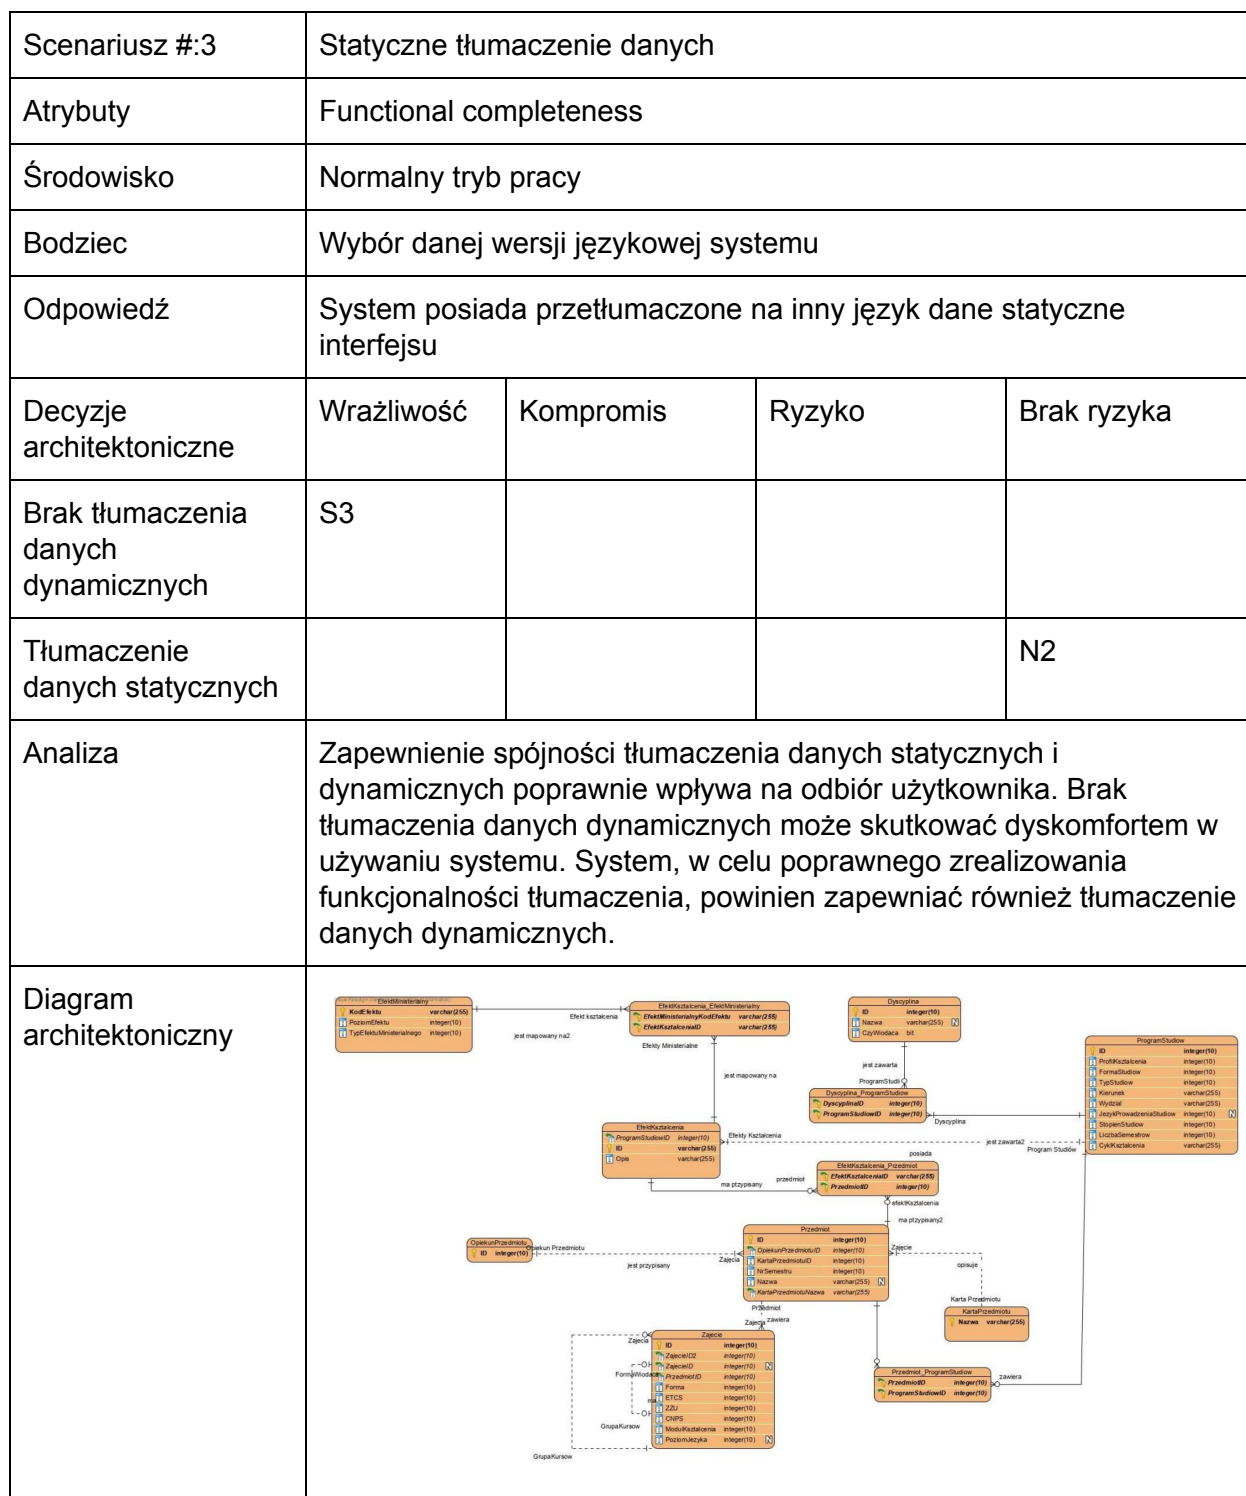 Scenariusz #:3
Statyczne tłumaczenie danych
Atrybuty
Functional completeness
Środowisko
Normalny tryb pracy
Bodziec
Wybór danej wersji językowej systemu
Odpowiedź
System posiada przetłumaczone na inny język dane statyczne
interfejsu
Decyzje
architektoniczne
Wrażliwość
Kompromis
Ryzyko
Brak ryzyka
Brak tłumaczenia
danych
dynamicznych
S3
Tłumaczenie
danych statycznych
N2
Analiza
Zapewnienie spójności tłumaczenia danych statycznych i
dynamicznych poprawnie wpływa na odbiór użytkownika. Brak
tłumaczenia danych dynamicznych może skutkować dyskomfortem w
używaniu systemu. System, w celu poprawnego zrealizowania
funkcjonalności tłumaczenia, powinien zapewniać również tłumaczenie
danych dynamicznych.
Diagram
architektoniczny
EfektMinisterialny
KodEfektu varchar(255)
PoziomEfektu integer(10)
TypEfektuMinisterialnego integer(10)
Efekt ksztalcenia
jest mapowany na2
EfektKsztalcenia_EfektMinisterialny
EfektMinisterialnyKodEfektu varchar(255)
EfektKsztalceniaID varchar(255)
Efekty Ministerialne
jest mapowany na
Dyscyplina
ID integer(10)
Nazwa varchar(255) N
CzyWiodaca bit
jest zawarta
ProgramStudii
Dyscyplina_ProgramStudiow
DyscyplinaID integer(10)
ProgramStudiowID integer(10)
Dyscyplina
ProgramStudiow
ID integer(10)
ProfilKsztalcenia integer(10)
FormaStudiow integer(10)
TypStudiow integer(10)
Kierunek varchar(255)
Wydzial varchar(255)
JezykProwadzeniaStudiow integer(10) N
StopienStudiow integer(10)
LiczbaSemestrow integer(10)
CyklKsztalcenia varchar(255)
EfektKsztalcenia
ProgramStudiowID integer(10)
ID varchar(255)
Opis varchar(255)
Efekty Kształcenia
jest zawarta2
Program Studiów
posiada
ma ptzypisany
przedmiot
EfektKsztalcenia_Przedmiot
EfektKsztalceniaID varchar(255)
PrzedmiotID integer(10)
efektKsztalcenia
ma ptzypisany2
OpiekunPrzedmiotu
ID integer(10)
Opiekun Przedmiotu
jest przypisany
Zajęcia
Przedmiot
ID integer(10)
OpiekunPrzedmiotuID integer(10)
KartaPrzedmiotuID integer(10)
NrSemestru integer(10)
Nazwa varchar(255) N
KartaPrzedmiotuNazwa varchar(255)
Zajęcie
opisuje
Karta Przedmiotu
KartaPrzedmiotu
Nazwa varchar(255)
Przedmiot
Zajęcia
zawiera
Zajecia
Zajecie
ID integer(10)
ZajecieID2 integer(10)
ZajecieID integer(10) N
PrzedmiotID integer(10)
Forma integer(10)
ETCS integer(10)
ZZU integer(10)
CNPS integer(10)
ModulKsztalcenia integer(10)
PoziomJezyka integer(10) N
FormaWiodaca
ma
GrupaKursow
GrupaKursow
Przedmiot_ProgramStudiow
PrzedmiotID integer(10)
ProgramStudiowID integer(10)
zawiera